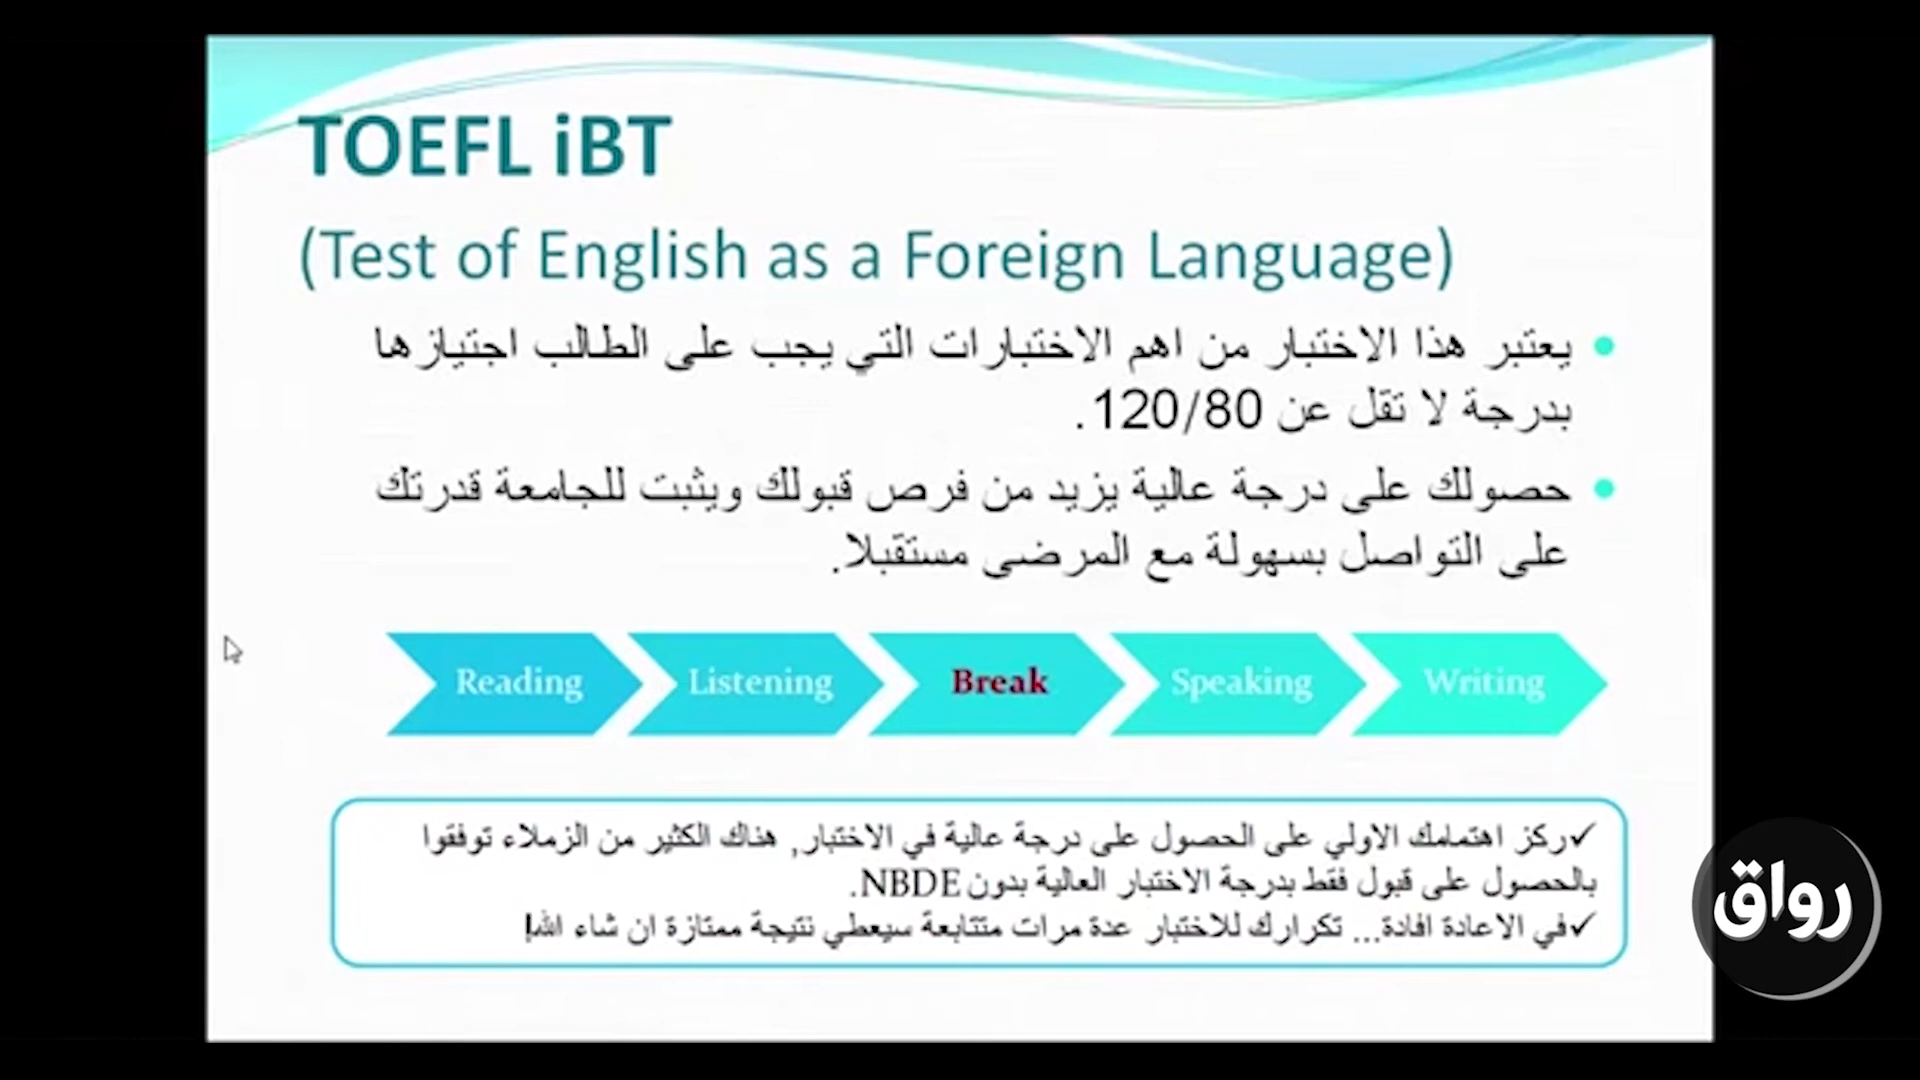 TOEFL iBT
(Test of English as a Foreign Language)
يعتبر هذا الاختبار من اهم الاختبارات التي يجب على الطالب اجتيازها
بدرجة لا تقل عن 120/80.
حصولك على درجة عالية يزيد من فرص قبولك ويثبت للجامعة قدرتك
على التواصل بسهولة مع المرضى مستقبلا.
Reading Listening Break Speaking Writing
✓ركز اهتمامك الاولي على الحصول على درجة عالية في الاختبار, هناك الكثير من الزملاء توفقوا
بالحصول على قبول فقط بدرجة الاختبار العالية بدون NBDE.
✓في الاعادة افادة... تكرارك للاختبار عدة مرات متتابعة سيعطي نتيجة ممتازة ان شاء الله!
رواق